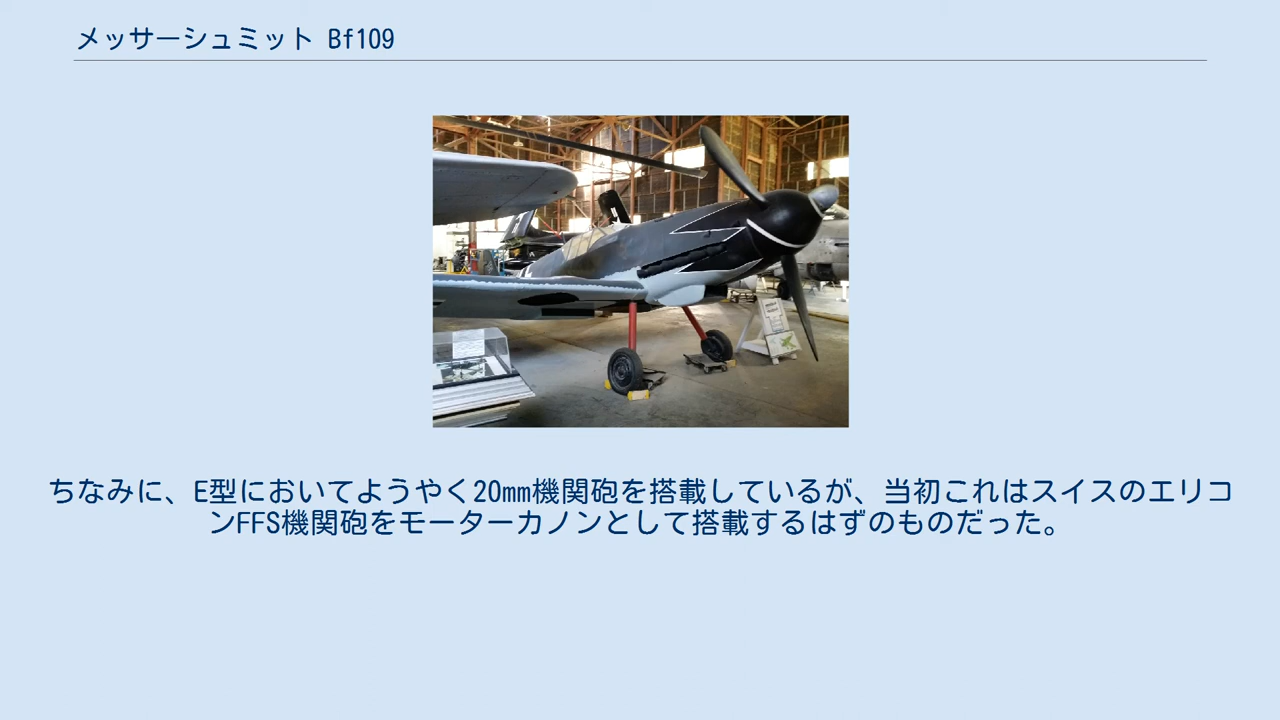 メッサーシュミット Bf109
ちなみに、E型においてようやく20mm機関砲を搭載しているが、当初これはスイスのエリコ
ンFFS機関砲をモーターカノンとして搭載するはずのものだった。